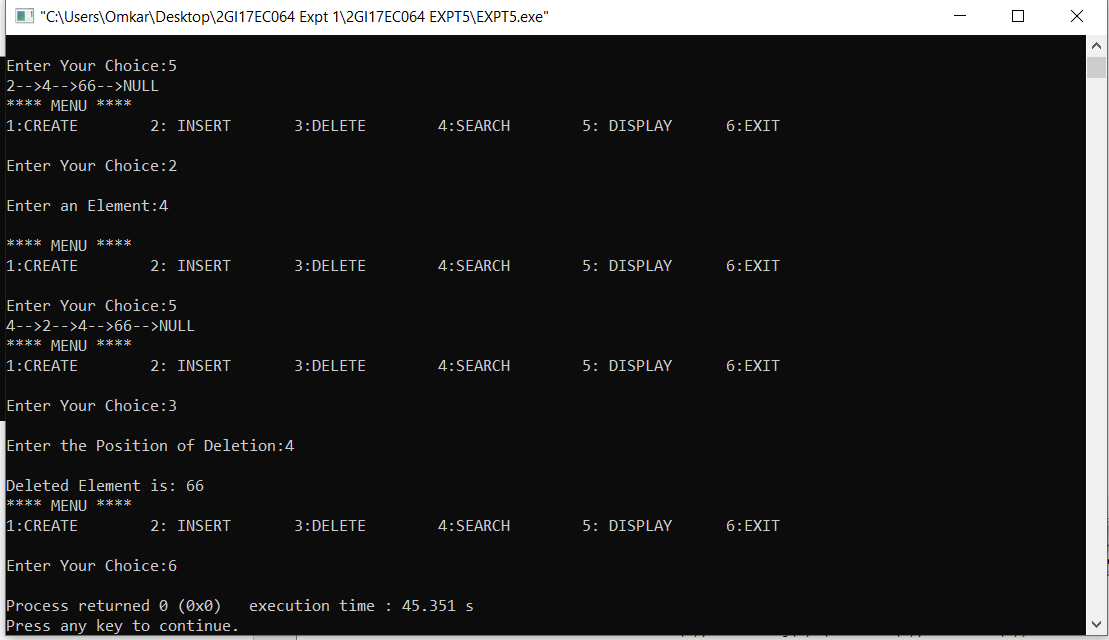 "C:\Users\Omkar\Desktop\2GI17EC064 Expt 1\2GI17EC064 EXPT5\EXPT5.exe"
Enter Your Choice:5
2-->4-->66-->NULL
**** MENU ****
1:CREATE        2: INSERT       3:DELETE        4:SEARCH        5: DISPLAY      6:EXIT
Enter Your Choice:2
Enter an Element:4
**** MENU ****
1:CREATE        2: INSERT       3:DELETE        4:SEARCH        5: DISPLAY      6:EXIT
Enter Your Choice:5
4-->2-->4-->66-->NULL
**** MENU ****
1:CREATE        2: INSERT       3:DELETE        4:SEARCH        5: DISPLAY      6:EXIT
Enter Your Choice:3
Enter the Position of Deletion:4
Deleted Element is: 66
**** MENU ****
1:CREATE        2: INSERT       3:DELETE        4:SEARCH        5: DISPLAY      6:EXIT
Enter Your Choice:6
Process returned 0 (0x0)   execution time : 45.351 s
Press any key to continue.